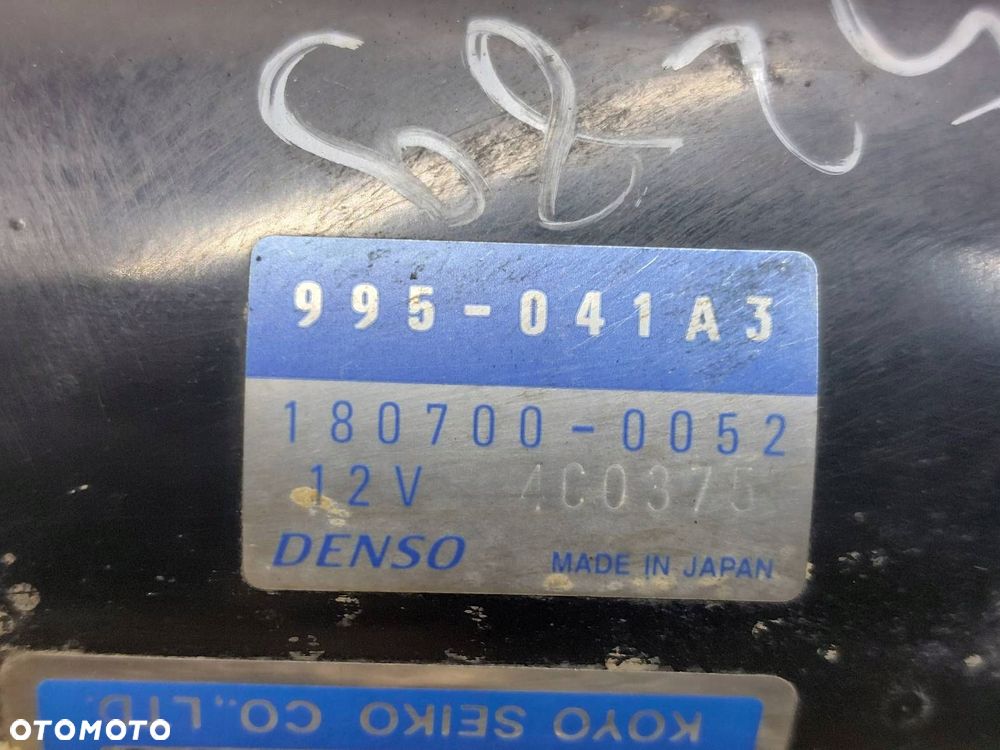 995-041A3
180700-0052
12V 4C0375
DENSO MADE IN JAPAN
KOYO SEIKO CO.,LTD.
OTOMOTO